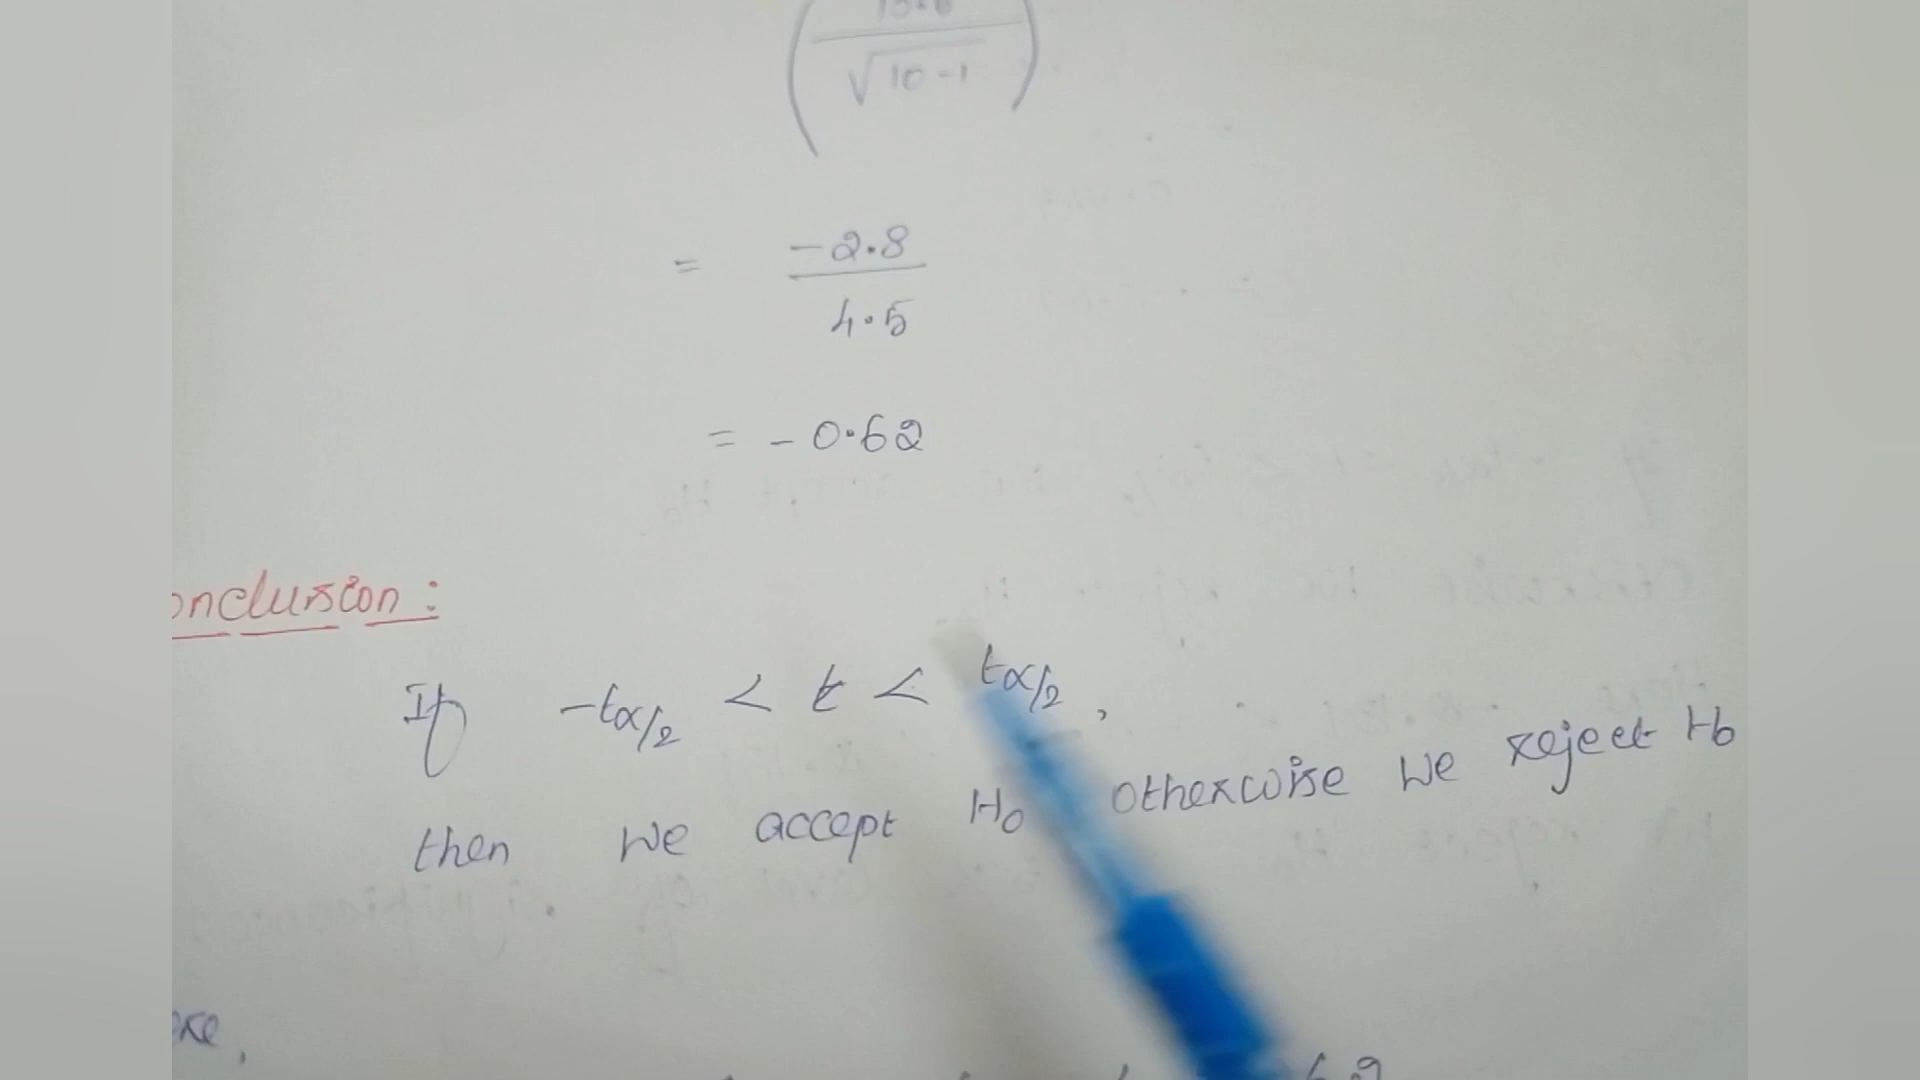 √10-1
= -2.8
4.5
= - 0.62
onclusion:
If -tα/2 < t < tα/2,
then we accept H0 otherwise we reject H0